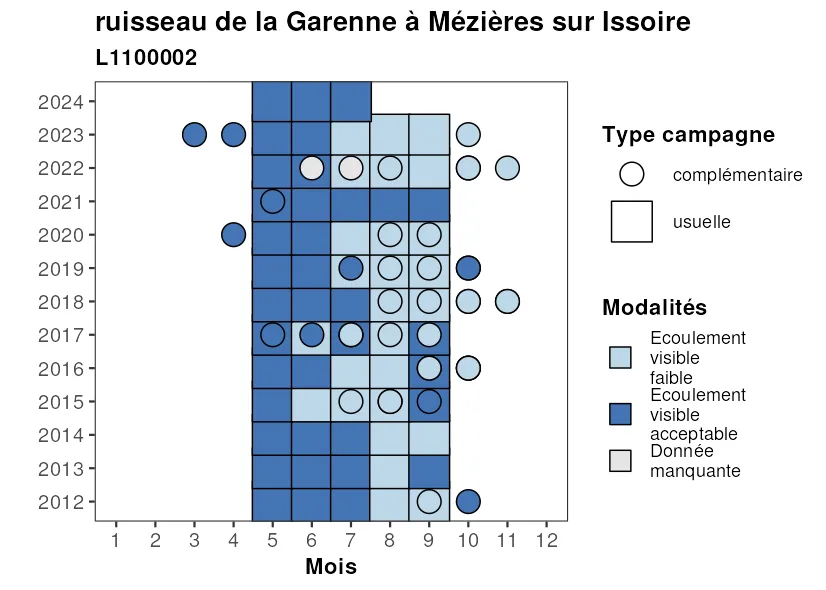 ruisseau de la Garenne à Mézières sur Issoire
L1100002
2024
2023
2022
2021
2020
2019
2018
2017
2016
2015
2014
2013
2012
1 2 3 4 5 6 7 8 9 10 11 12
Mois
Type campagne
complémentaire
usuelle
Modalités
Ecoulement
visible
faible
Ecoulement
visible
acceptable
Donnée
manquante